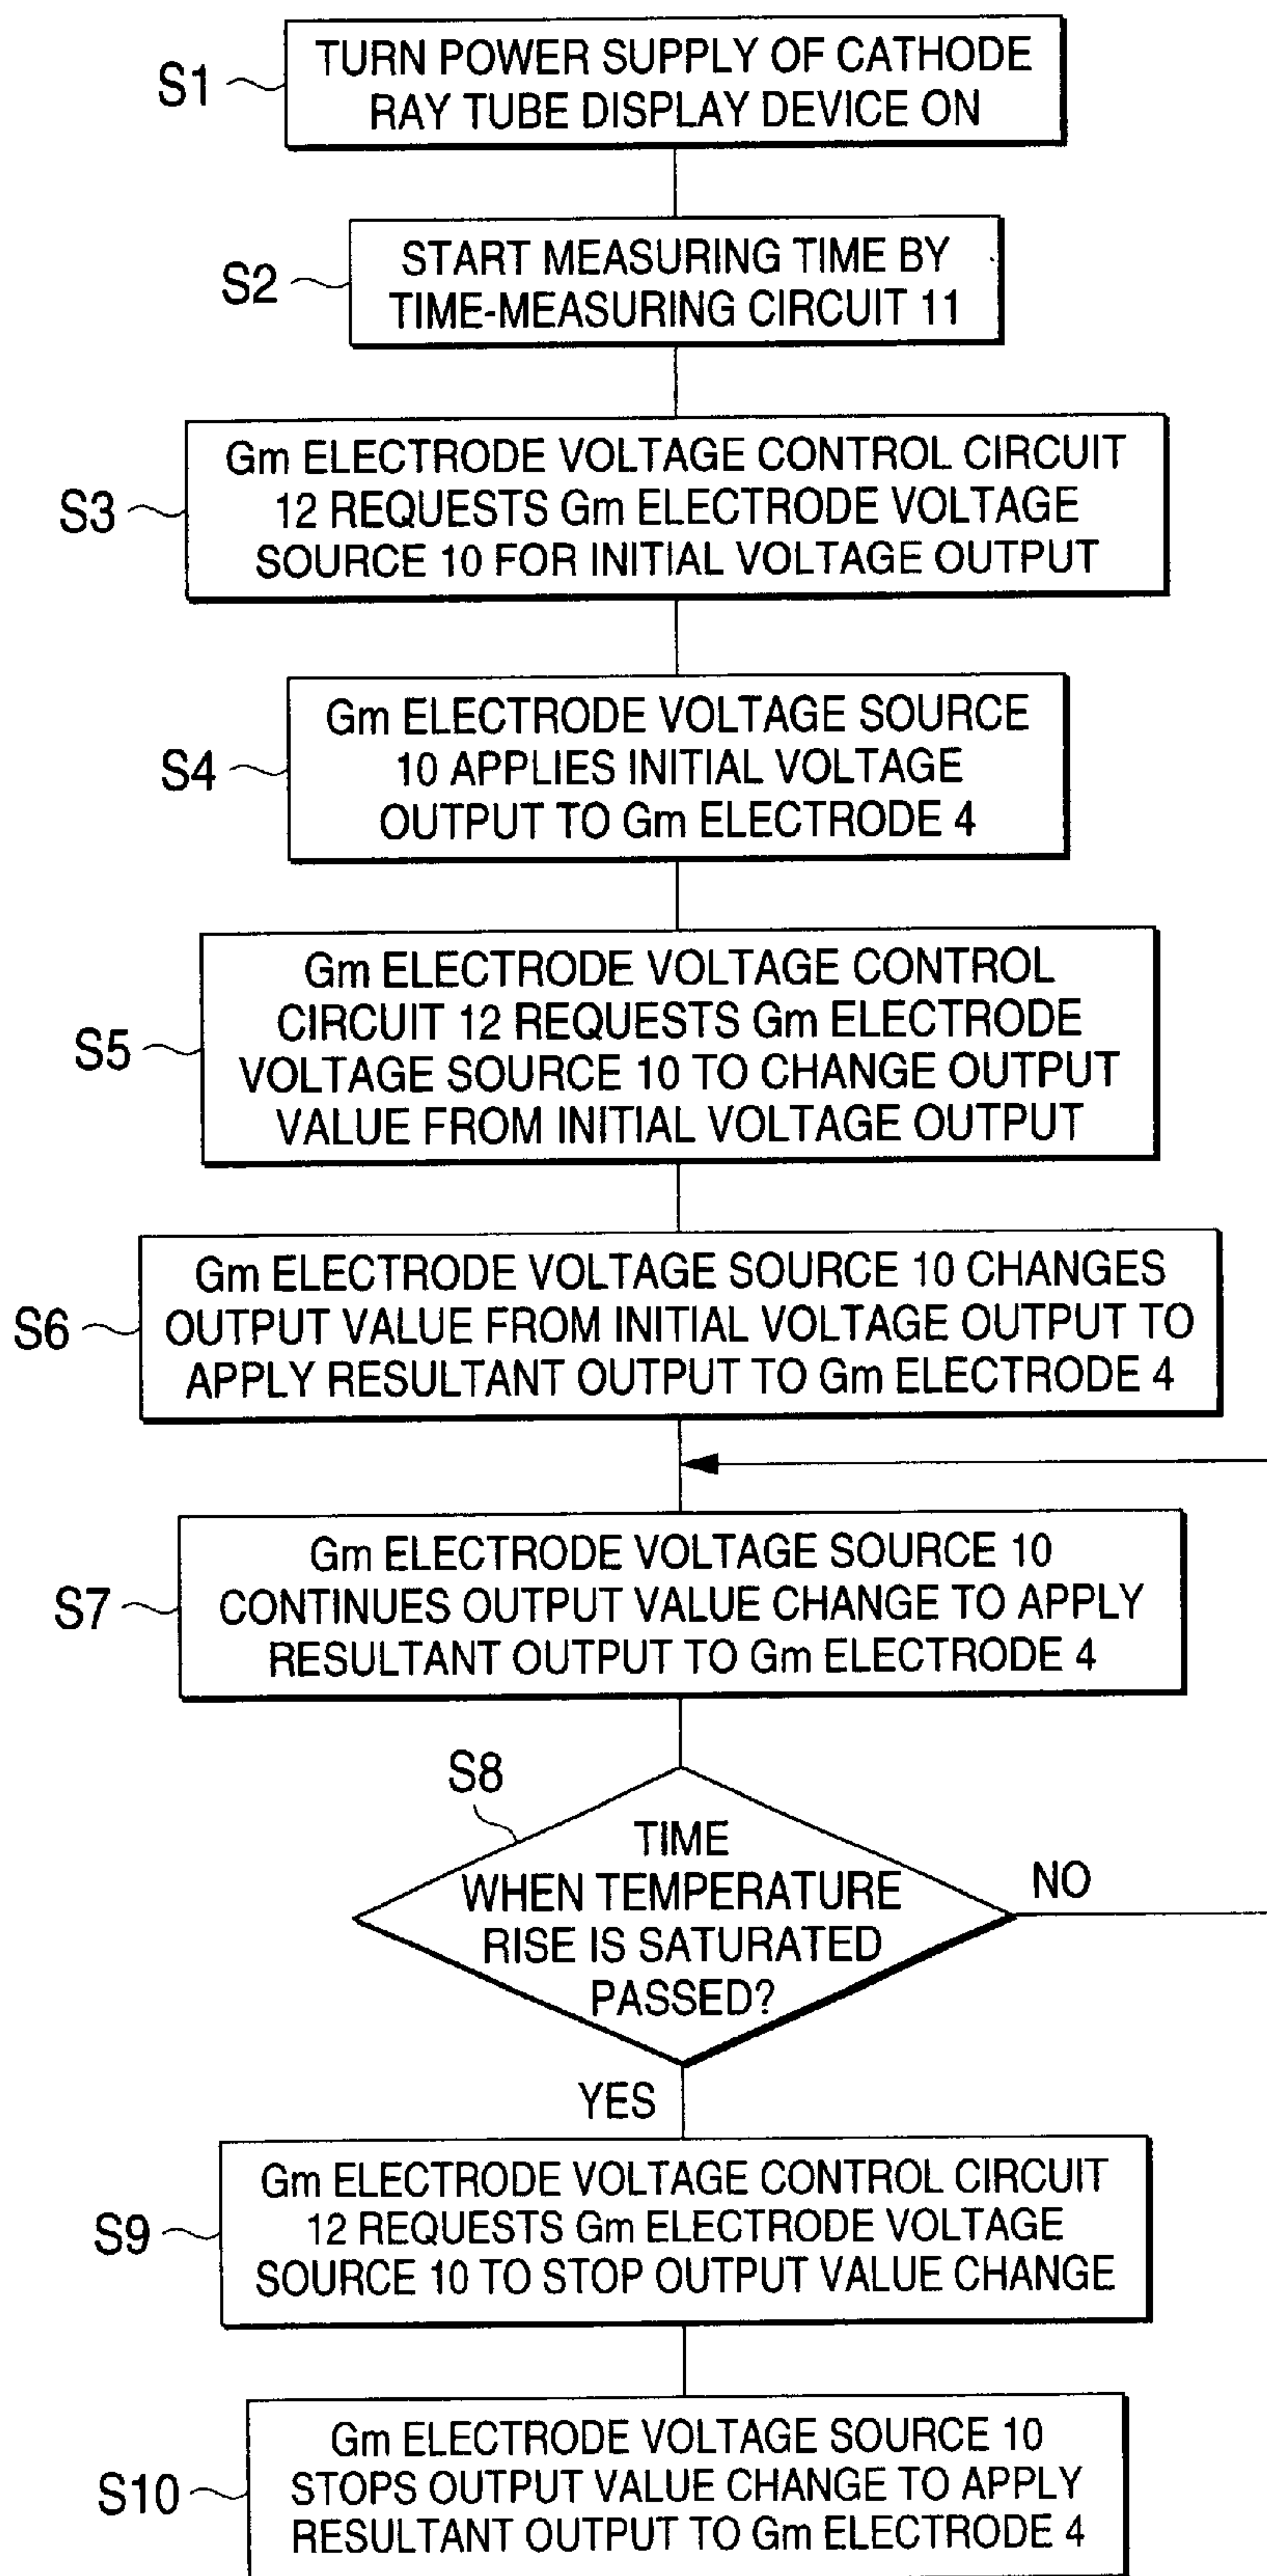 S1
TURN POWER SUPPLY OF CATHODE
RAY TUBE DISPLAY DEVICE ON
S2
START MEASURING TIME BY
TIME-MEASURING CIRCUIT 11
S3
Gm ELECTRODE VOLTAGE CONTROL CIRCUIT
12 REQUESTS Gm ELECTRODE VOLTAGE
SOURCE 10 FOR INITIAL VOLTAGE OUTPUT
S4
Gm ELECTRODE VOLTAGE SOURCE
10 APPLIES INITIAL VOLTAGE
OUTPUT TO Gm ELECTRODE 4
S5
Gm ELECTRODE VOLTAGE CONTROL
CIRCUIT 12 REQUESTS Gm ELECTRODE
VOLTAGE SOURCE 10 TO CHANGE OUTPUT
VALUE FROM INITIAL VOLTAGE OUTPUT
S6
Gm ELECTRODE VOLTAGE SOURCE 10 CHANGES
OUTPUT VALUE FROM INITIAL VOLTAGE OUTPUT TO
APPLY RESULTANT OUTPUT TO Gm ELECTRODE 4
S7
Gm ELECTRODE VOLTAGE SOURCE 10
CONTINUES OUTPUT VALUE CHANGE TO APPLY
RESULTANT OUTPUT TO Gm ELECTRODE 4
S8
TIME
WHEN TEMPERATURE
RISE IS SATURATED
PASSED?
NO
YES
S9
Gm ELECTRODE VOLTAGE CONTROL CIRCUIT
12 REQUESTS Gm ELECTRODE VOLTAGE
SOURCE 10 TO STOP OUTPUT VALUE CHANGE
S10
Gm ELECTRODE VOLTAGE SOURCE 10
STOPS OUTPUT VALUE CHANGE TO APPLY
RESULTANT OUTPUT TO Gm ELECTRODE 4